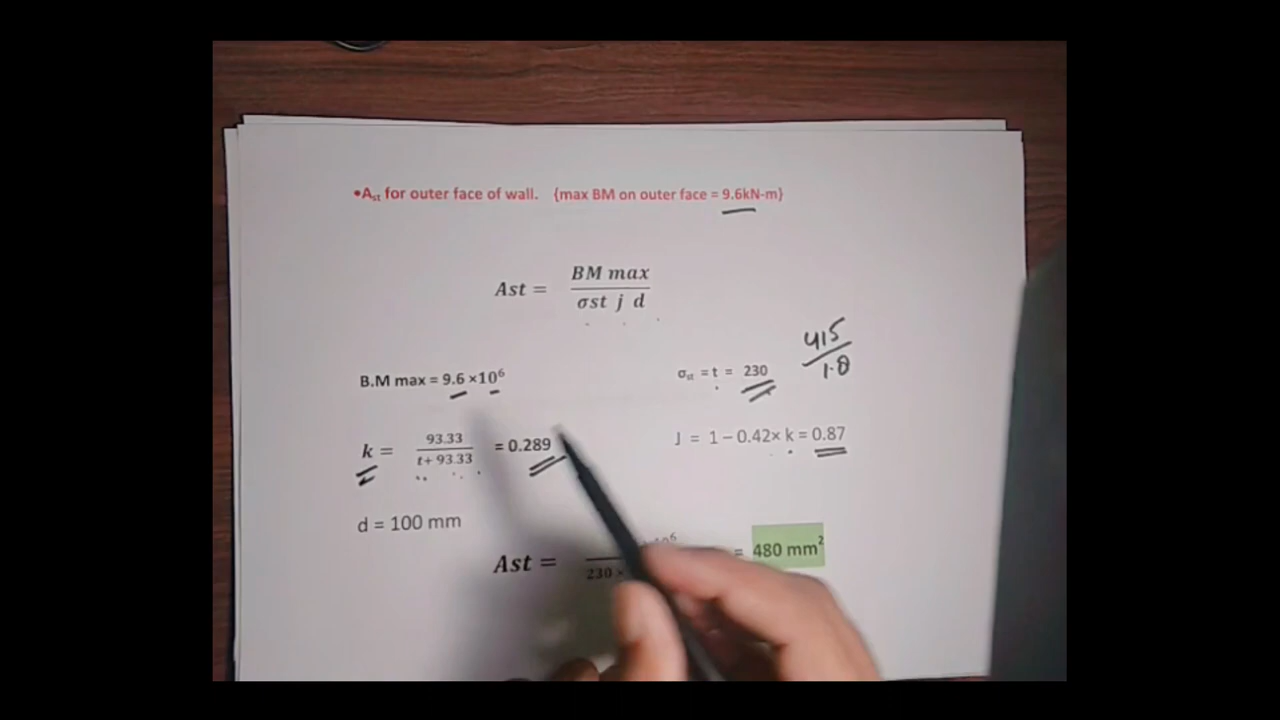 •Ast for outer face of wall. {max BM on outer face = 9.6kN-m}
Ast = BM max / σst j d
415 / 1.8
B.M max = 9.6 ×10⁶
σst = t = 230
k = 93.33 / t+ 93.33 = 0.289
J = 1 – 0.42× k = 0.87
d = 100 mm
Ast = 230 × = 480 mm²